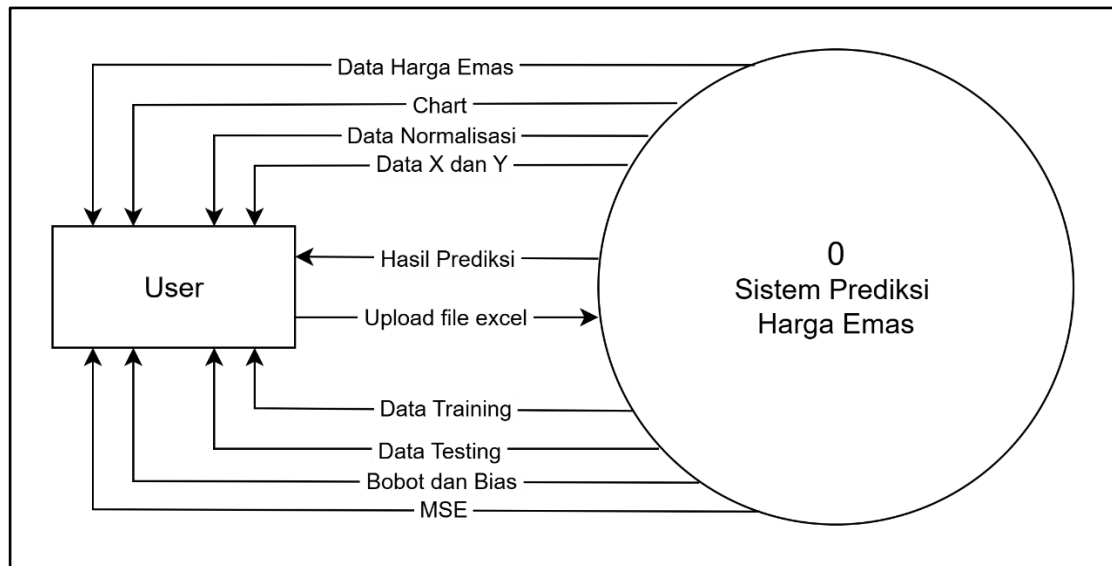 Data Harga Emas
Chart
Data Normalisasi
Data X dan Y
User
Hasil Prediksi
Upload file excel
0
Sistem Prediksi
Harga Emas
Data Training
Data Testing
Bobot dan Bias
MSE